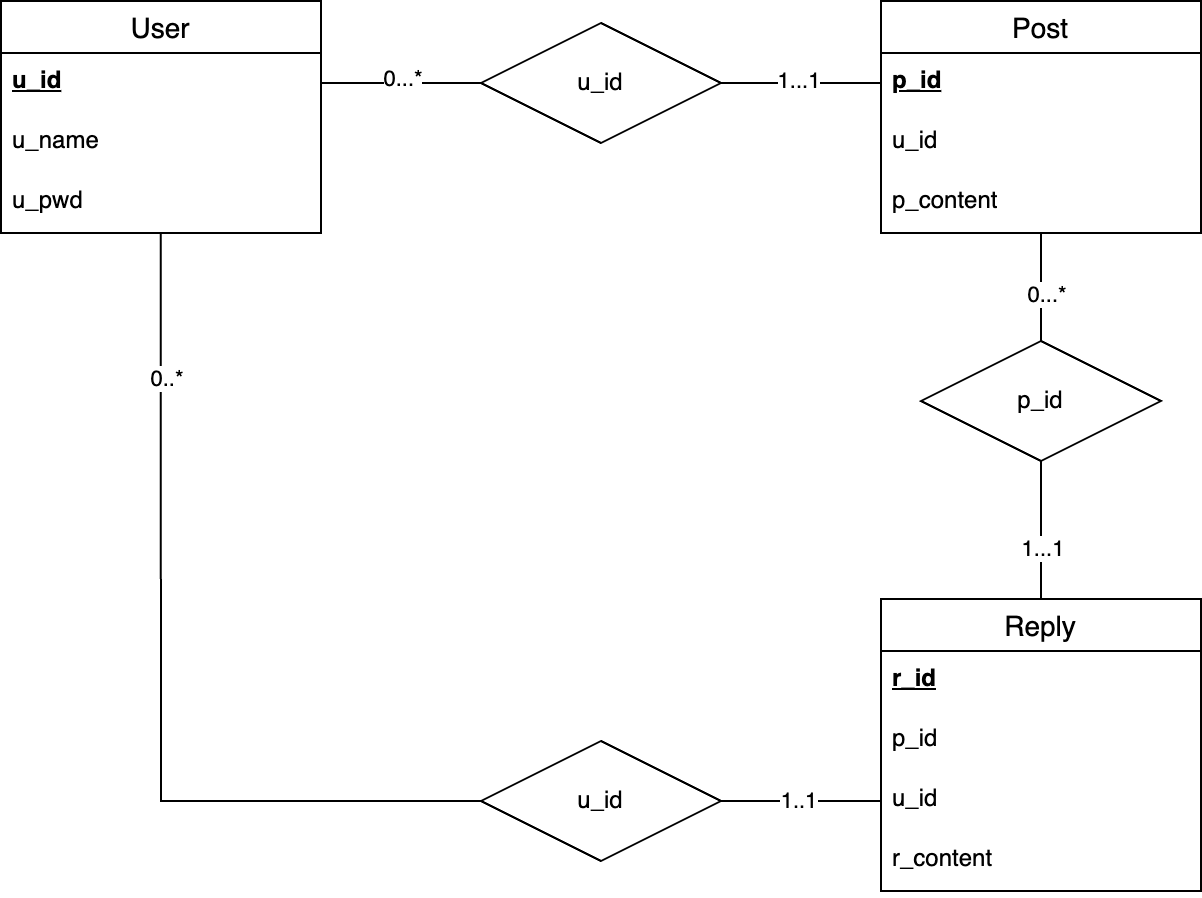 User
u_id
u_name
u_pwd
0...*
u_id
1...1
Post
p_id
u_id
p_content
0..*
0...*
p_id
1...1
Reply
r_id
p_id
u_id
r_content
u_id
1..1